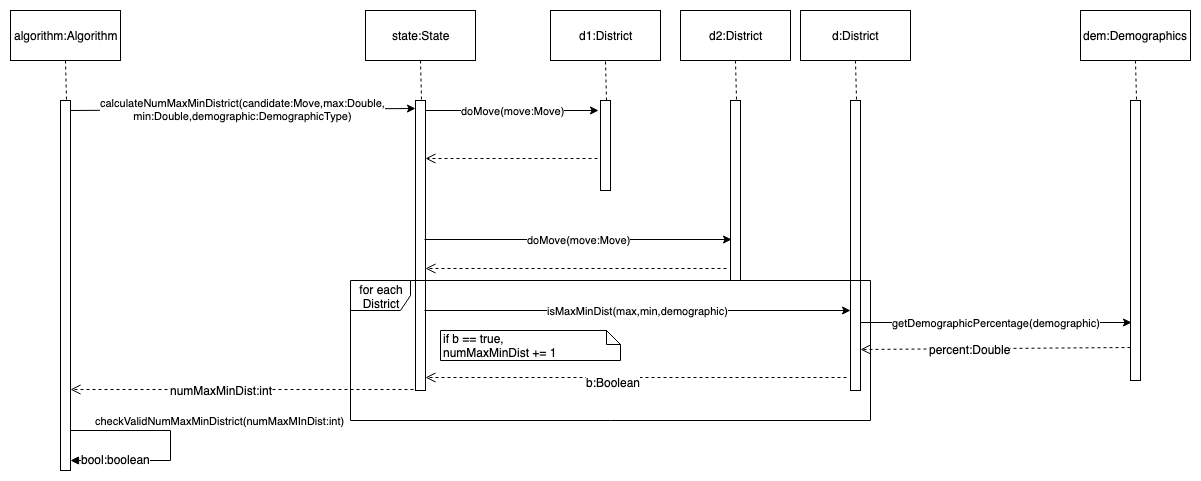 algorithm:Algorithm
state:State
d1:District
d2:District
d:District
dem:Demographics
calculateNumMaxMinDistrict(candidate:Move,max:Double,
min:Double,demographic:DemographicType)
doMove(move:Move)
doMove(move:Move)
for each
District
isMaxMinDist(max,min,demographic)
getDemographicPercentage(demographic)
if b == true,
numMaxMinDist += 1
percent:Double
b:Boolean
numMaxMinDist:int
checkValidNumMaxMinDistrict(numMaxMInDist:int)
bool:boolean